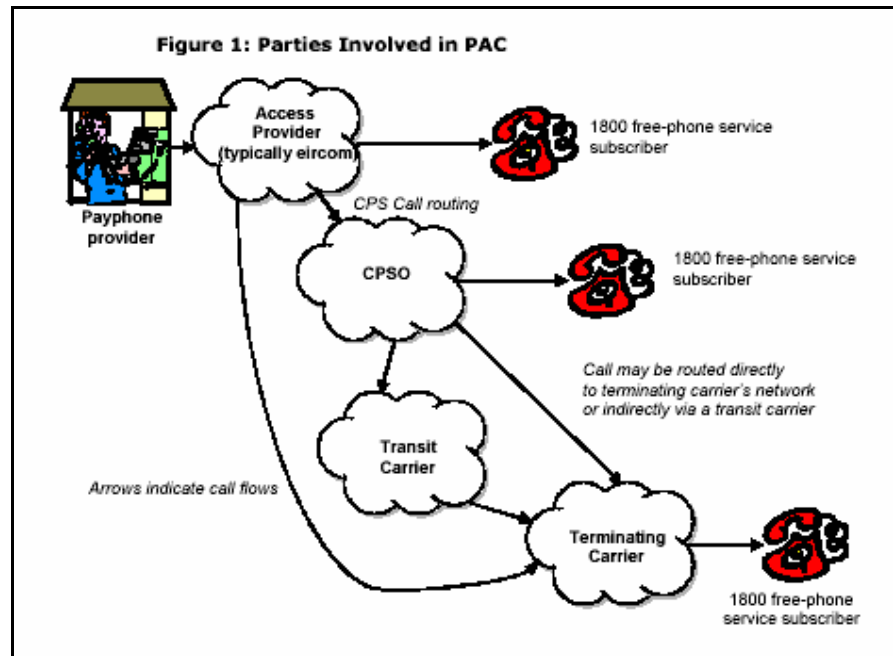 Figure 1: Parties Involved in PAC
Access
Provider
(typically eircom)
1800 free-phone service
subscriber
Payphone
provider
CPS Call routing
CPSO
1800 free-phone service
subscriber
Call may be routed directly
to terminating carrier's network
or indirectly via a transit carrier
Transit
Carrier
Arrows indicate call flows
Terminating
Carrier
1800 free-phone
service subscriber